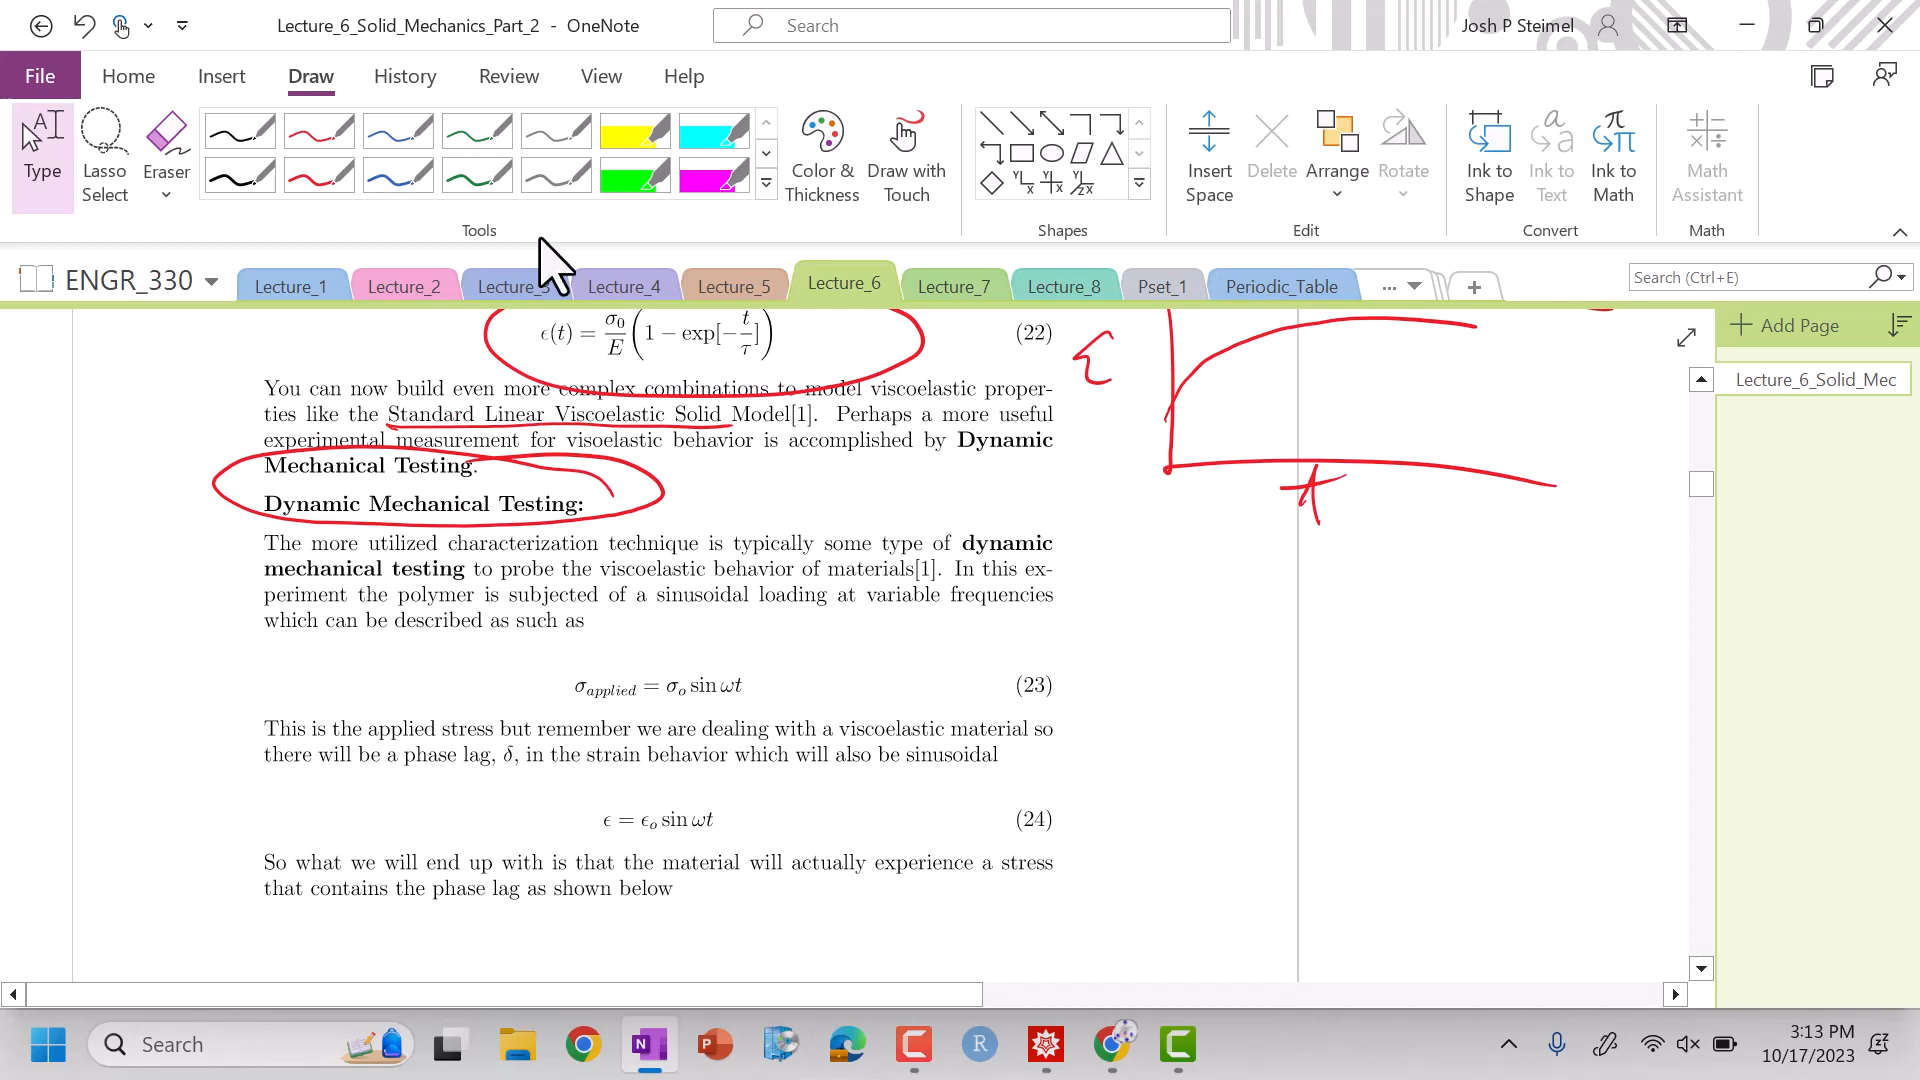 Lecture_6_Solid_Mechanics_Part_2 - OneNote
Search
Josh P Steimel
File Home Insert Draw History Review View Help
Type
Lasso Select
Eraser
Color & Thickness
Draw with Touch
Insert Space
Delete
Arrange
Rotate
Ink to Shape
Ink to Text
Ink to Math
Math Assistant
Tools
Shapes
Edit
Convert
Math
ENGR_330
Lecture_1 Lecture_2 Lecture_3 Lecture_4 Lecture_5 Lecture_6 Lecture_7 Lecture_8 Pset_1 Periodic_Table ...
Search (Ctrl+E)
Add Page
Lecture_6_Solid_Mec
ϵ(t) = σ₀/E (1 − exp[−t/τ]) (22)
You can now build even more complex combinations to model viscoelastic proper-
ties like the Standard Linear Viscoelastic Solid Model[1]. Perhaps a more useful
experimental measurement for visoelastic behavior is accomplished by Dynamic
Mechanical Testing.
Dynamic Mechanical Testing:
The more utilized characterization technique is typically some type of dynamic
mechanical testing to probe the viscoelastic behavior of materials[1]. In this ex-
periment the polymer is subjected of a sinusoidal loading at variable frequencies
which can be described as such as
σ_applied = σ_o sin ωt (23)
This is the applied stress but remember we are dealing with a viscoelastic material so
there will be a phase lag, δ, in the strain behavior which will also be sinusoidal
ϵ = ϵ_o sin ωt (24)
So what we will end up with is that the material will actually experience a stress
that contains the phase lag as shown below
ε
t
Search
3:13 PM
10/17/2023